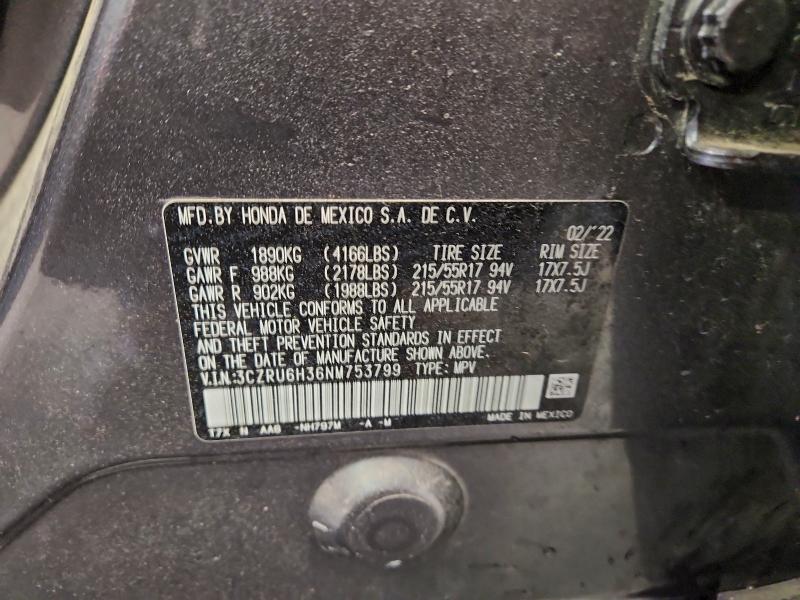 MFD.BY HONDA DE MEXICO S.A. DE C.V.
02/'22
GVWR 1890KG (4166LBS) TIRE SIZE RIM SIZE
GAWR F 988KG (2178LBS) 215/55R17 94V 17X7.5J
GAWR R 902KG (1988LBS) 215/55R17 94V 17X7.5J
THIS VEHICLE CONFORMS TO ALL APPLICABLE
FEDERAL MOTOR VEHICLE SAFETY
AND THEFT PREVENTION STANDARDS IN EFFECT
ON THE DATE OF MANUFACTURE SHOWN ABOVE.
V.I.N.:3CZRU6H36NM753799 TYPE: MPV
MADE IN MEXICO
T7X M AA9 -NH797M -A -M